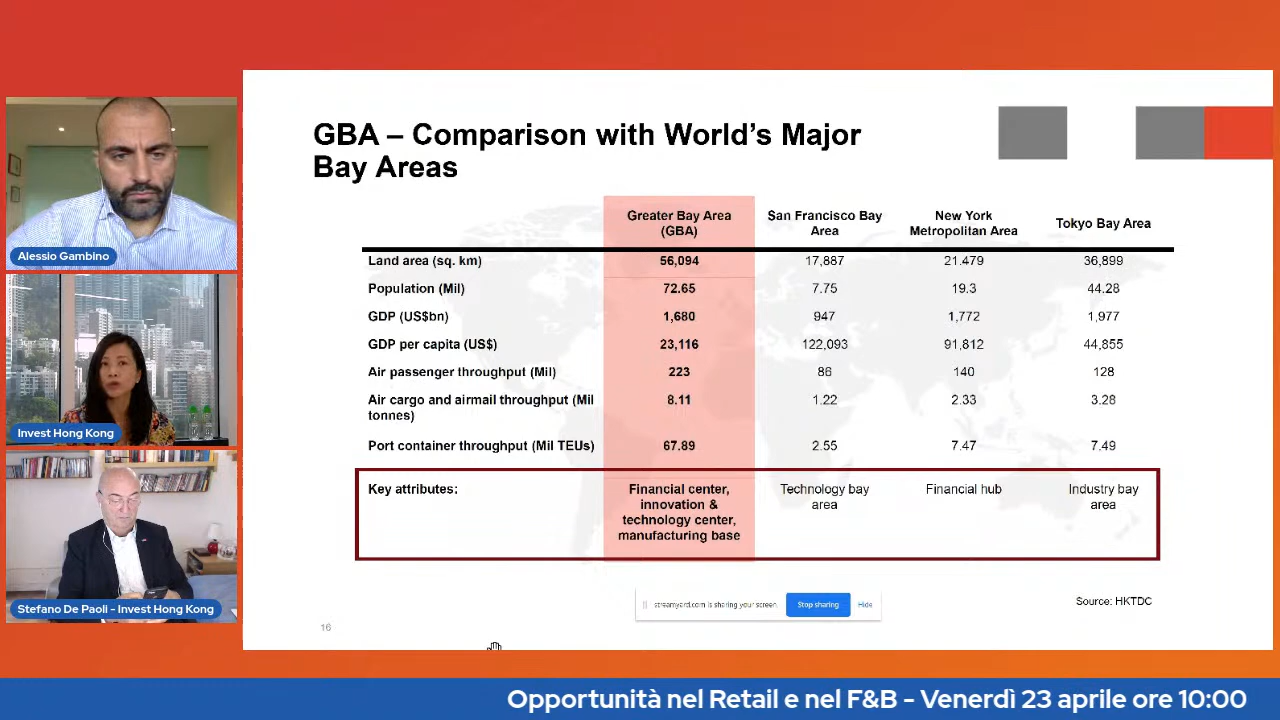 GBA – Comparison with World's Major
Bay Areas
Greater Bay Area
(GBA)
San Francisco Bay
Area
New York
Metropolitan Area
Tokyo Bay Area
Land area (sq. km) 56,094 17,887 21.479 36,899
Population (Mil) 72.65 7.75 19.3 44.28
GDP (US$bn) 1,680 947 1,772 1,977
GDP per capita (US$) 23,116 122,093 91,812 44,855
Air passenger throughput (Mil) 223 86 140 128
Air cargo and airmail throughput (Mil
tonnes) 8.11 1.22 2.33 3.28
Port container throughput (Mil TEUs) 67.89 2.55 7.47 7.49
Key attributes:
Financial center,
innovation &
technology center,
manufacturing base
Technology bay
area
Financial hub
Industry bay
area
Source: HKTDC
streamyard.com is sharing your screen. Stop sharing Hide
16
Alessio Gambino
Invest Hong Kong
Stefano De Paoli - Invest Hong Kong
Opportunità nel Retail e nel F&B - Venerdì 23 aprile ore 10:00